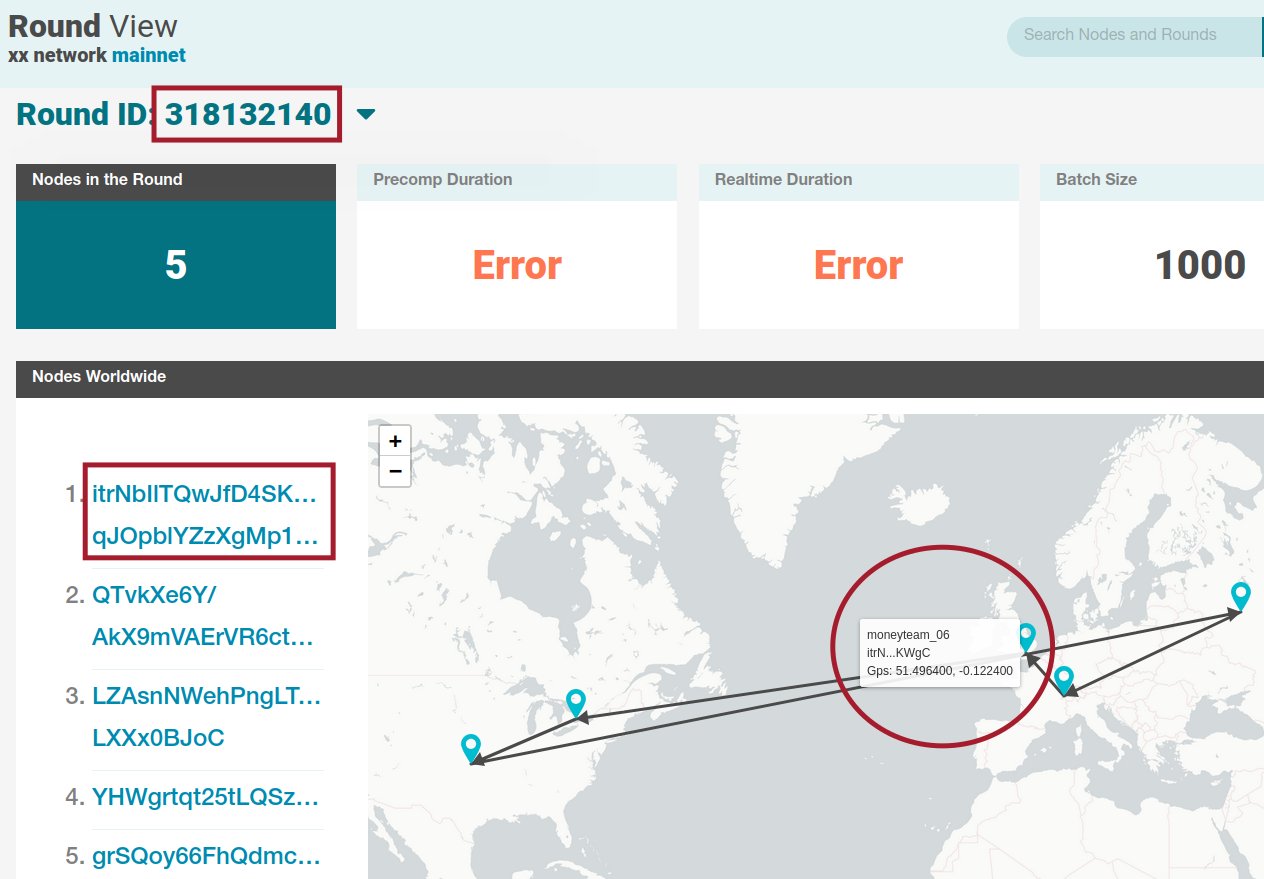 Round View
xx network mainnet
Search Nodes and Rounds
Round ID: 318132140
Nodes in the Round
Precomp Duration
Realtime Duration
Batch Size
5
Error
Error
1000
Nodes Worldwide
+
−
1. itrNbIlTQwJfD4SK...
qJOpbIYZzXgMp1...
2. QTvkXe6Y/
AkX9mVAErVR6ct...
3. LZAsnNWehPngLT...
LXXx0BJoC
4. YHWgrtqt25tLQSz...
5. grSQoy66FhQdmc...
moneyteam_06
itrN...KWgC
Gps: 51.496400, -0.122400